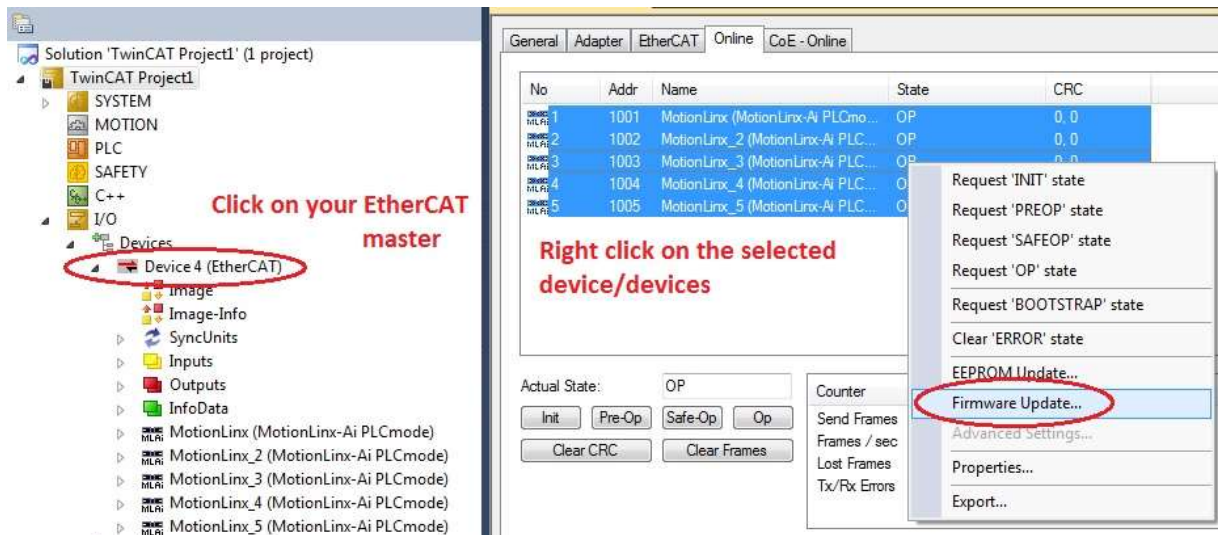 Solution 'TwinCAT Project1' (1 project)
TwinCAT Project1
SYSTEM
MOTION
PLC
SAFETY
C++
I/O
Devices
Device 4 (EtherCAT)
Image
Image-Info
SyncUnits
Inputs
Outputs
InfoData
MotionLinx (MotionLinx-Ai PLCmode)
MotionLinx_2 (MotionLinx-Ai PLCmode)
MotionLinx_3 (MotionLinx-Ai PLCmode)
MotionLinx_4 (MotionLinx-Ai PLCmode)
MotionLinx_5 (MotionLinx-Ai PLCmode)
Click on your EtherCAT
master
General Adapter EtherCAT Online CoE - Online
No Addr Name State CRC
1 1001 MotionLinx (MotionLinx-Ai PLCmo... OP 0, 0
2 1002 MotionLinx_2 (MotionLinx-Ai PLC... OP 0, 0
3 1003 MotionLinx_3 (MotionLinx-Ai PLC... OP 0, 0
4 1004 MotionLinx_4 (MotionLinx-Ai PLC... O
5 1005 MotionLinx_5 (MotionLinx-Ai PLC... O
Right click on the selected
device/devices
Request 'INIT' state
Request 'PREOP' state
Request 'SAFEOP' state
Request 'OP' state
Request 'BOOTSTRAP' state
Clear 'ERROR' state
EEPROM Update...
Firmware Update...
Advanced Settings...
Properties...
Export...
Actual State: OP
Init Pre-Op Safe-Op Op
Clear CRC Clear Frames
Counter
Send Frames
Frames / sec
Lost Frames
Tx/Rx Errors